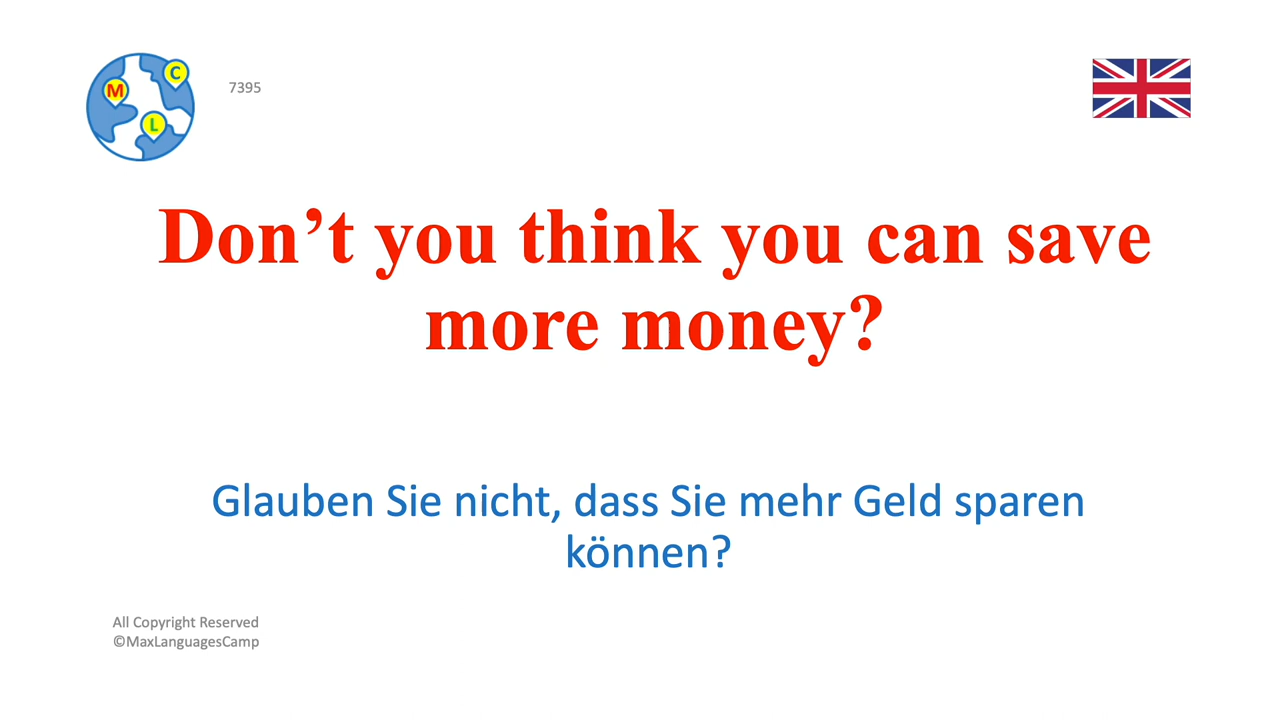 M
C
L
7395
Don’t you think you can save
more money?
Glauben Sie nicht, dass Sie mehr Geld sparen
können?
All Copyright Reserved
©MaxLanguagesCamp